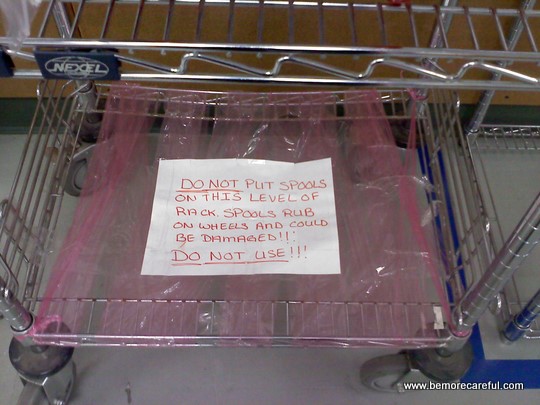 NEXEL
DO NOT PUT SPOOLS
ON THIS LEVEL OF
RACK. SPOOLS RUB
ON WHEELS AND COULD
BE DAMAGED!!!
DO NOT USE!!!
www.bemorecareful.com